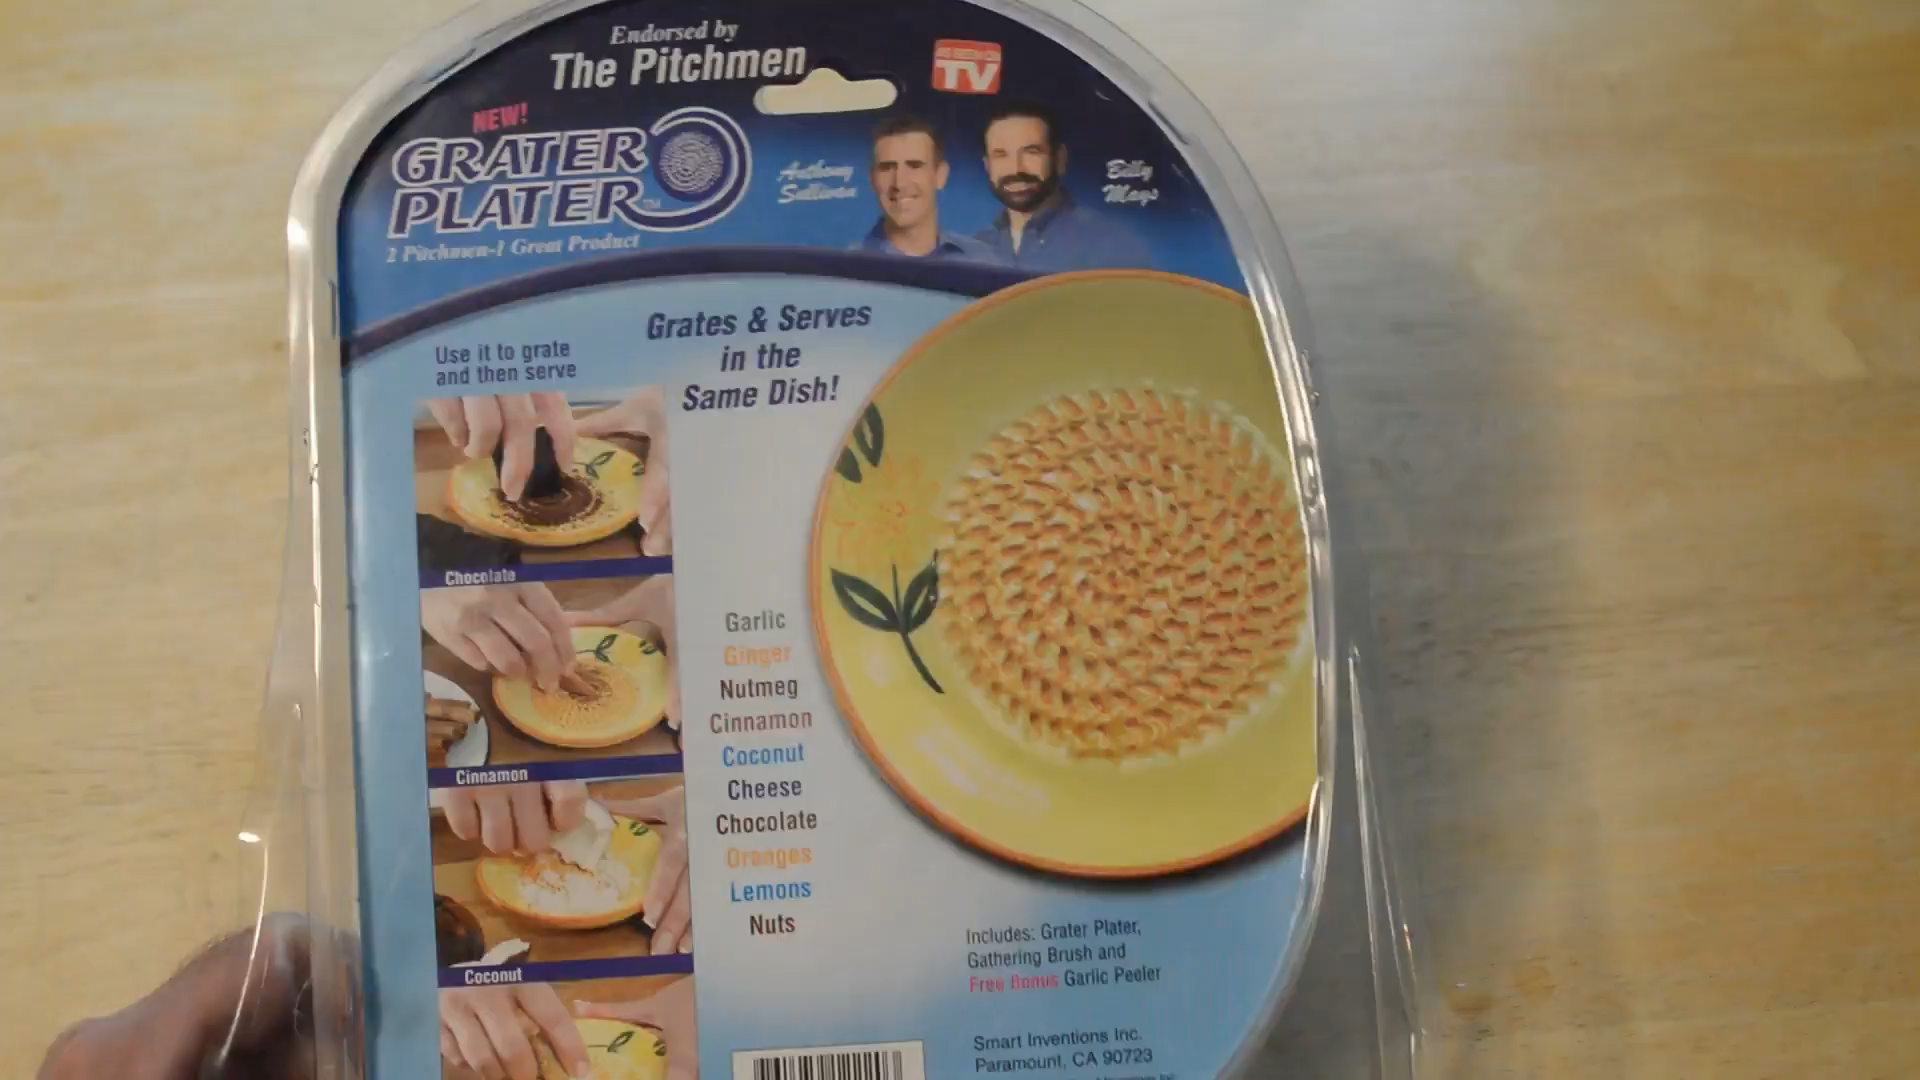 Endorsed by
The Pitchmen
AS SEEN ON
TV
NEW!
GRATER
PLATER™
2 Pitchmen-1 Great Product
Anthony
Sullivan
Billy
Mays
Grates & Serves
in the
Same Dish!
Use it to grate
and then serve
Chocolate
Cinnamon
Coconut
Garlic
Ginger
Nutmeg
Cinnamon
Coconut
Cheese
Chocolate
Oranges
Lemons
Nuts
Includes: Grater Plater,
Gathering Brush and
Free Bonus Garlic Peeler
Smart Inventions Inc.
Paramount, CA 90723